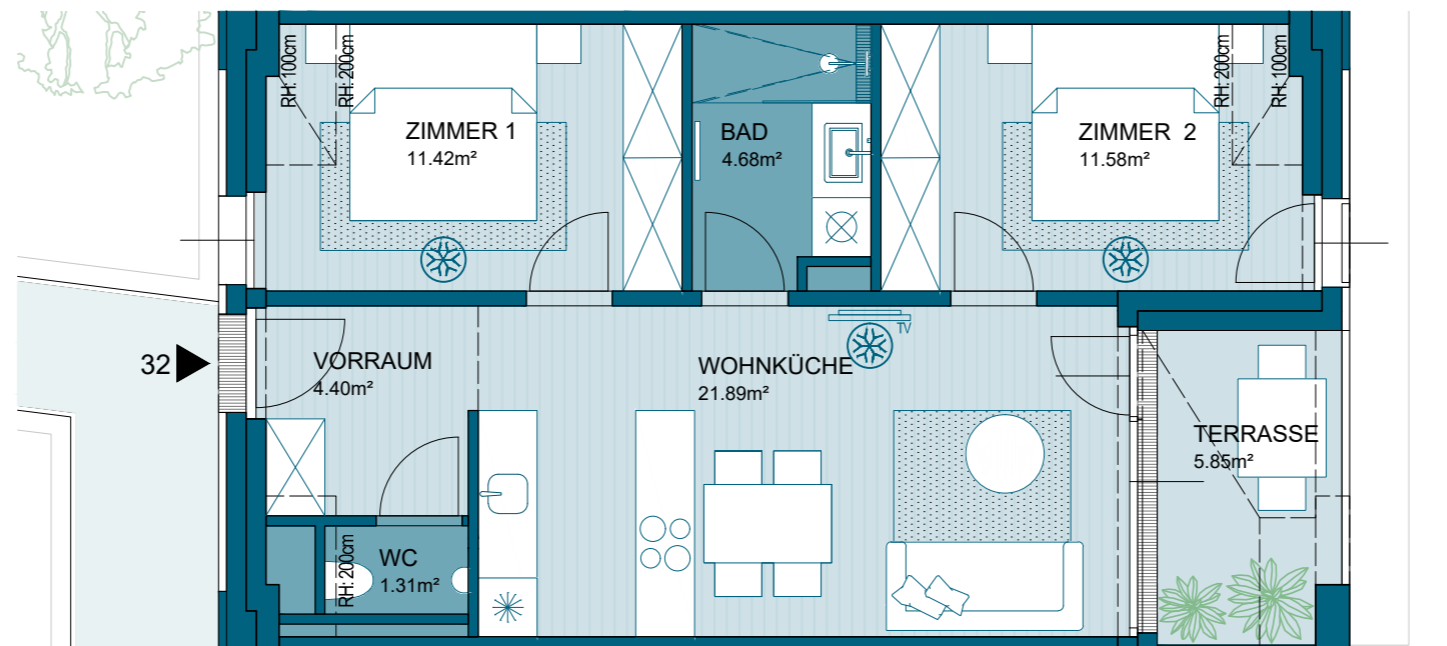 RH: 100cm
RH: 200cm
ZIMMER 1
11.42m²
BAD
4.68m²
ZIMMER 2
11.58m²
RH: 200cm
RH: 100cm
32
VORRAUM
4.40m²
WOHNKÜCHE
21.89m²
TV
TERRASSE
5.85m²
WC
1.31m²
RH: 200cm